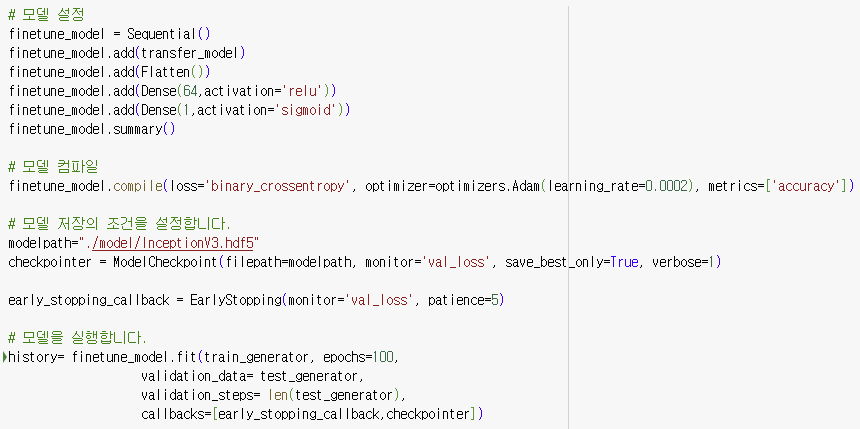 # 모델 설정
finetune_model = Sequential()
finetune_model.add(transfer_model)
finetune_model.add(Flatten())
finetune_model.add(Dense(64,activation='relu'))
finetune_model.add(Dense(1,activation='sigmoid'))
finetune_model.summary()

# 모델 컴파일
finetune_model.compile(loss='binary_crossentropy', optimizer=optimizers.Adam(learning_rate=0.0002), metrics=['accuracy'])

# 모델 저장의 조건을 설정합니다.
modelpath="./model/InceptionV3.hdf5"
checkpointer = ModelCheckpoint(filepath=modelpath, monitor='val_loss', save_best_only=True, verbose=1)

early_stopping_callback = EarlyStopping(monitor='val_loss', patience=5)

# 모델을 실행합니다.
history= finetune_model.fit(train_generator, epochs=100,
                    validation_data= test_generator,
                    validation_steps= len(test_generator),
                    callbacks=[early_stopping_callback,checkpointer])